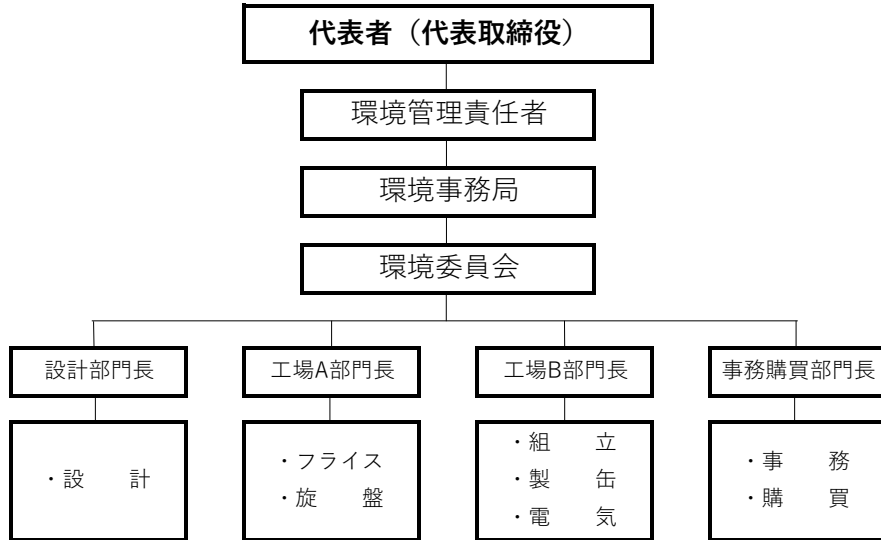 代表者（代表取締役）
環境管理責任者
環境事務局
環境委員会
設計部門長
工場A部門長
工場B部門長
事務購買部門長
・設　　計
・フライス
・旋　　盤
・組　　立
・製　　缶
・電　　気
・事　　務
・購　　買